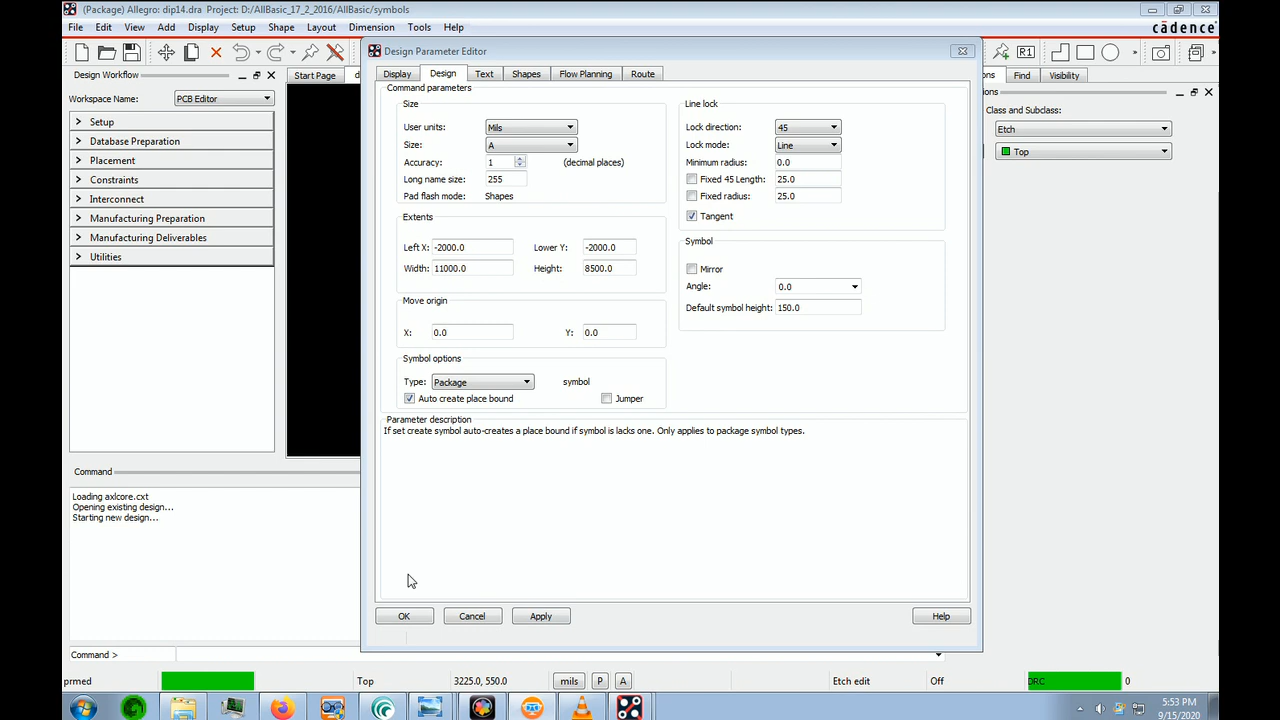 (Package) Allegro: dip14.dra Project: D:/AllBasic_17_2_2016/AllBasic/symbols
File Edit View Add Display Setup Shape Layout Dimension Tools Help
cādence
Design Parameter Editor
R1
Design Workflow
Start Page
Display Design Text Shapes Flow Planning Route
Find Visibility
Workspace Name: PCB Editor
Setup
Database Preparation
Placement
Constraints
Interconnect
Manufacturing Preparation
Manufacturing Deliverables
Utilities
Command parameters
Size
User units: Mils
Size: A
Accuracy: 1 (decimal places)
Long name size: 255
Pad flash mode: Shapes
Extents
Left X: -2000.0 Lower Y: -2000.0
Width: 11000.0 Height: 8500.0
Move origin
X: 0.0 Y: 0.0
Symbol options
Type: Package symbol
Auto create place bound Jumper
Line lock
Lock direction: 45
Lock mode: Line
Minimum radius: 0.0
Fixed 45 Length: 25.0
Fixed radius: 25.0
Tangent
Symbol
Mirror
Angle: 0.0
Default symbol height: 150.0
Parameter description
If set create symbol auto-creates a place bound if symbol is lacks one. Only applies to package symbol types.
OK Cancel Apply Help
Class and Subclass:
Etch
Top
Command
Loading axlcore.cxt
Opening existing design...
Starting new design...
Command >
prmed Top 3225.0, 550.0 mils P A Etch edit Off DRC 0
5:53 PM
9/15/2020